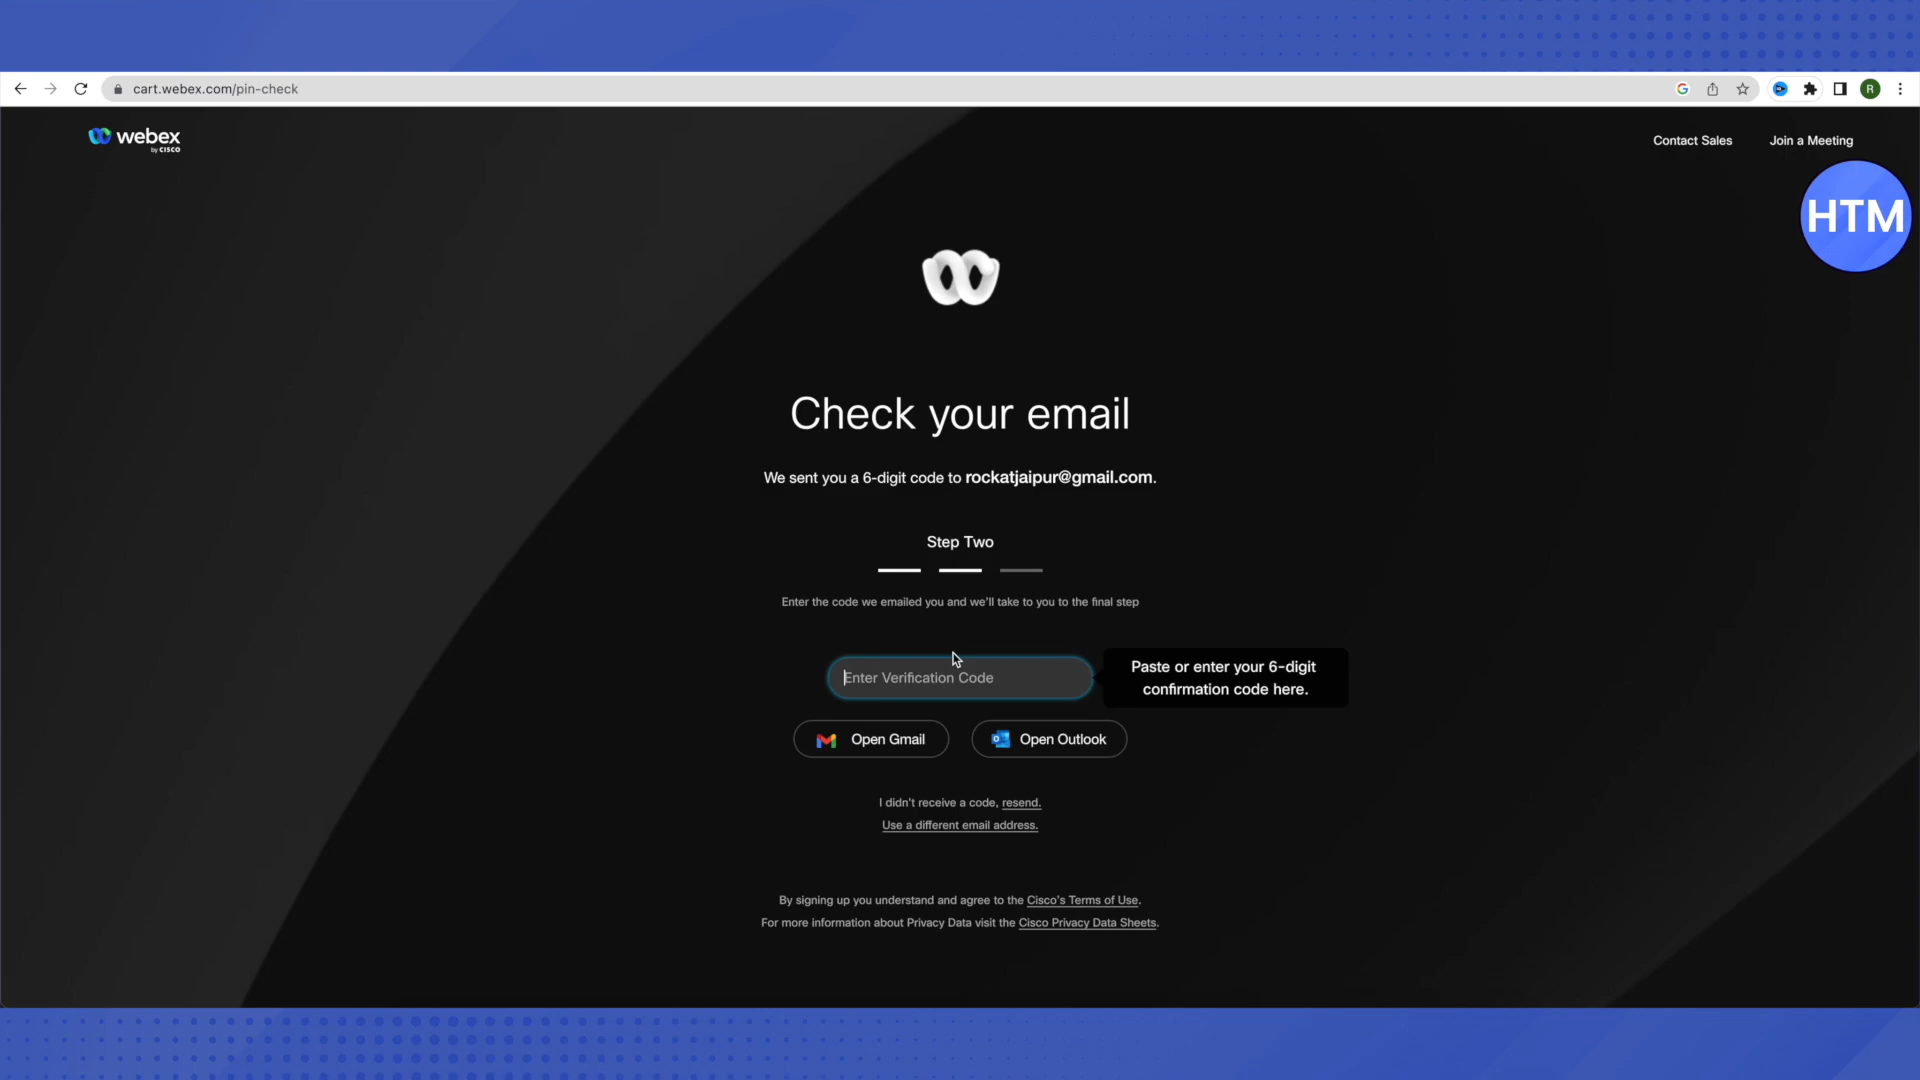 cart.webex.com/pin-check
R
webex
by CISCO
Contact Sales
Join a Meeting
HTM
Check your email
We sent you a 6-digit code to rockatjaipur@gmail.com.
Step Two
Enter the code we emailed you and we'll take to you to the final step
Enter Verification Code
Paste or enter your 6-digit
confirmation code here.
Open Gmail
Open Outlook
I didn't receive a code, resend.
Use a different email address.
By signing up you understand and agree to the Cisco's Terms of Use.
For more information about Privacy Data visit the Cisco Privacy Data Sheets.